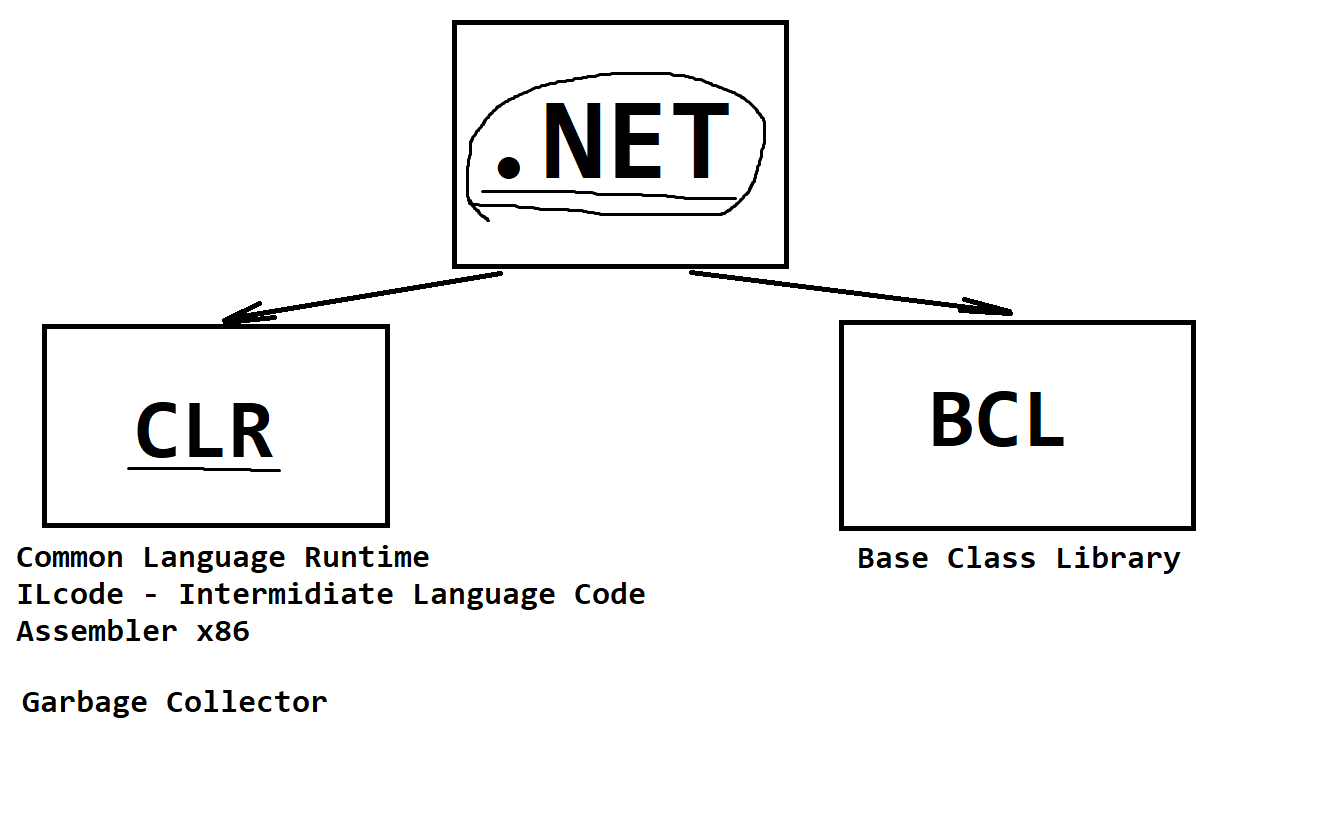 .NET
CLR
BCL
Common Language Runtime
ILcode - Intermidiate Language Code
Assembler x86
Garbage Collector
Base Class Library